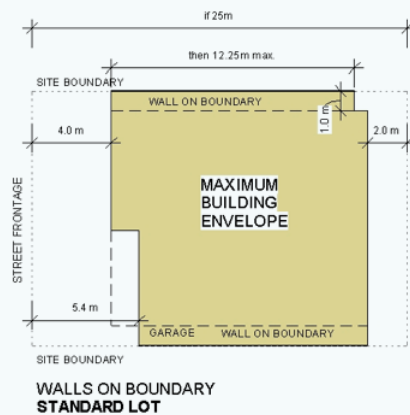 if 25m
then 12.25m max.
SITE BOUNDARY
WALL ON BOUNDARY
1.0 m
4.0 m
2.0 m
MAXIMUM
BUILDING
ENVELOPE
STREET FRONTAGE
5.4 m
GARAGE WALL ON BOUNDARY
SITE BOUNDARY
WALLS ON BOUNDARY
STANDARD LOT